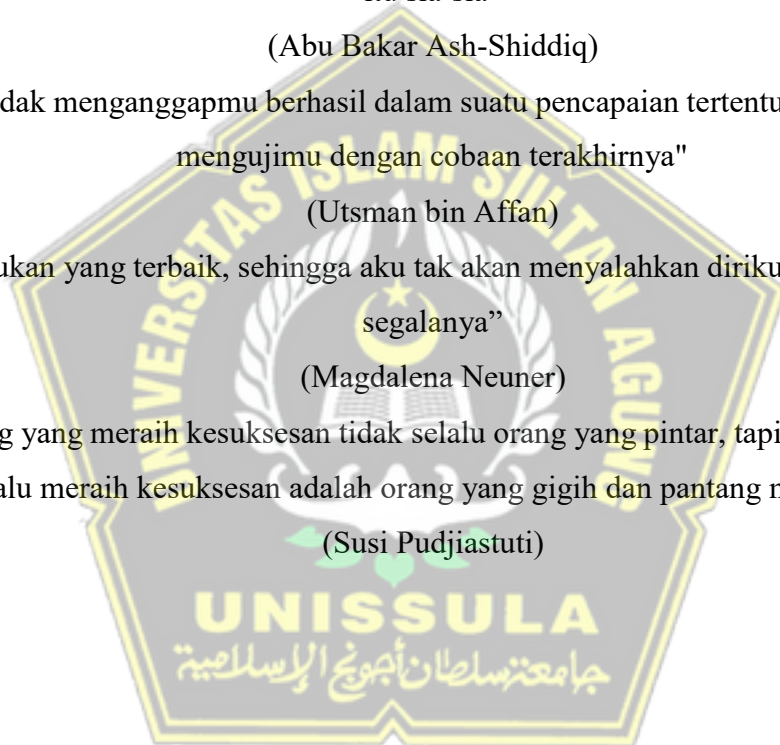 (Abu Bakar Ash-Shiddiq)
dak menganggapmu berhasil dalam suatu pencapaian tertentu
mengujimu dengan cobaan terakhirnya"
(Utsman bin Affan)
ukan yang terbaik, sehingga aku tak akan menyalahkan diriku
segalanya”
(Magdalena Neuner)
g yang meraih kesuksesan tidak selalu orang yang pintar, tapi
alu meraih kesuksesan adalah orang yang gigih dan pantang
(Susi Pudjiastuti)
UNIVERSITAS ISLAM SULTAN AGUNG
UNISSULA
جامعة سلطان أجونج الإسلامية